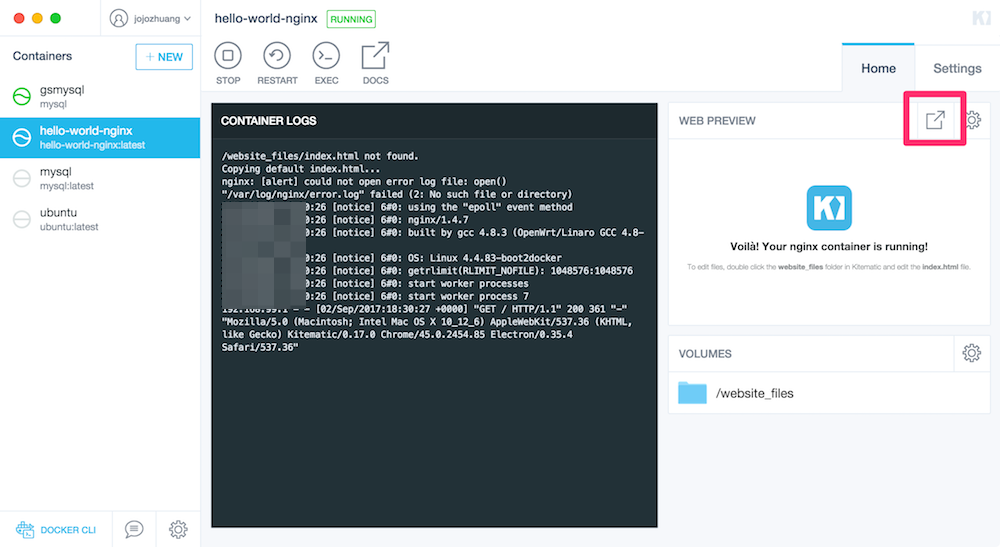 jojozhuang
Containers
+ NEW
gsmysql
mysql
hello-world-nginx
hello-world-nginx:latest
mysql
mysql:latest
ubuntu
ubuntu:latest
DOCKER CLI
hello-world-nginx RUNNING
STOP RESTART EXEC DOCS
Home Settings
CONTAINER LOGS
/website_files/index.html not found.
Copying default index.html...
nginx: [alert] could not open error log file: open()
"/var/log/nginx/error.log" failed (2: No such file or directory)
0:26 [notice] 6#0: using the "epoll" event method
0:26 [notice] 6#0: nginx/1.4.7
0:26 [notice] 6#0: built by gcc 4.8.3 (OpenWrt/Linaro GCC 4.8-
0:26 [notice] 6#0: OS: Linux 4.4.83-boot2docker
0:26 [notice] 6#0: getrlimit(RLIMIT_NOFILE): 1048576:1048576
0:26 [notice] 6#0: start worker processes
0:26 [notice] 6#0: start worker process 7
192.168.99.1 - - [02/Sep/2017:18:30:27 +0000] "GET / HTTP/1.1" 200 361 "-"
"Mozilla/5.0 (Macintosh; Intel Mac OS X 10_12_6) AppleWebKit/537.36 (KHTML,
like Gecko) Kitematic/0.17.0 Chrome/45.0.2454.85 Electron/0.35.4
Safari/537.36"
WEB PREVIEW
Voilà! Your nginx container is running!
To edit files, double click the website_files folder in Kitematic and edit the index.html file.
VOLUMES
/website_files